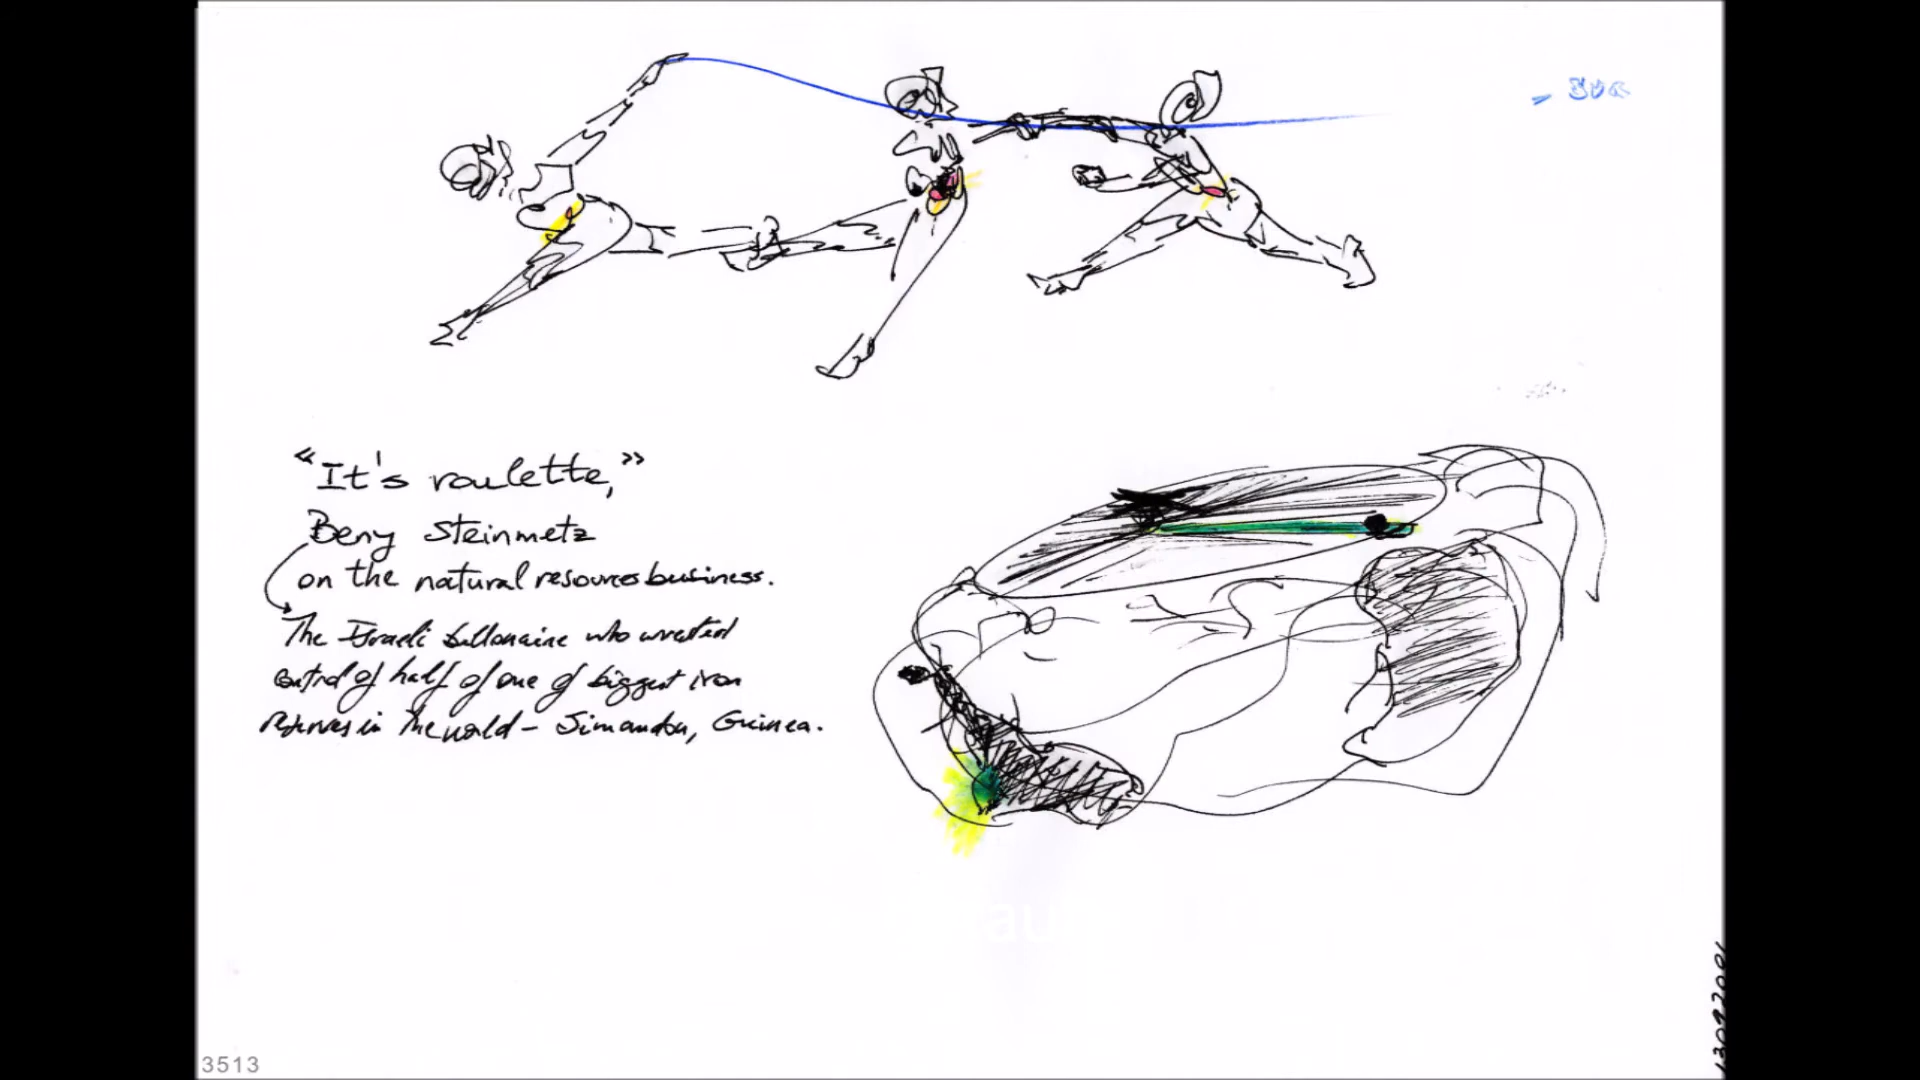 "It's roulette,"
Beny Steinmetz
on the natural resources business.
The Israeli billionaire who wrested
control of half of one of biggest iron
reserves in the world - Simandou, Guinea.
3513